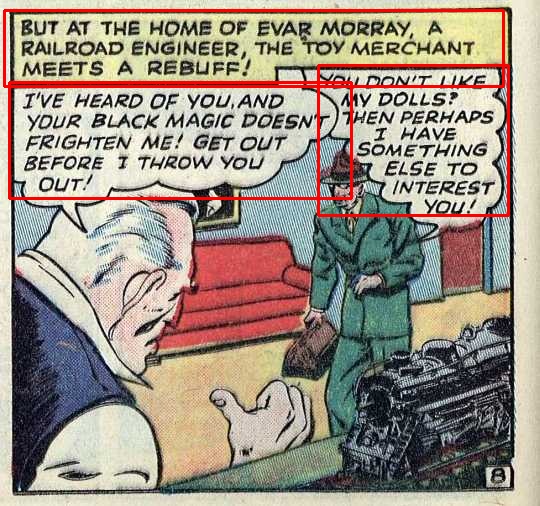 BUT AT THE HOME OF EVAR MORRAY, A
RAILROAD ENGINEER, THE TOY MERCHANT
MEETS A REBUFF!
I'VE HEARD OF YOU, AND
YOUR BLACK MAGIC DOESN'T
FRIGHTEN ME! GET OUT
BEFORE I THROW YOU
OUT!
YOU DON'T LIKE
MY DOLLS?
THEN PERHAPS
I HAVE
SOMETHING
ELSE TO
INTEREST
YOU!
8